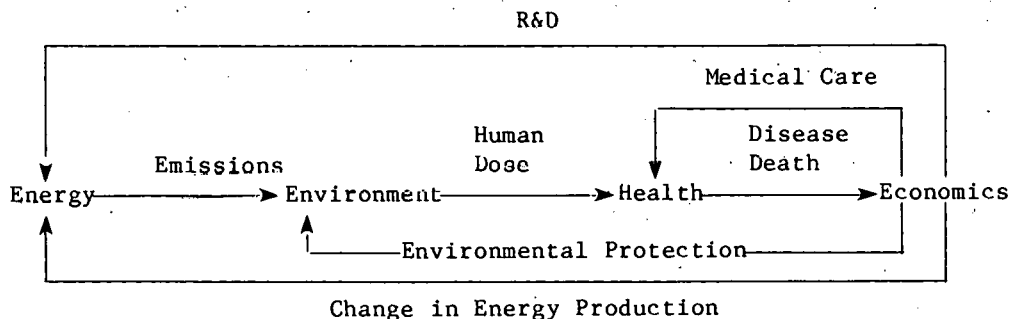 R&D
Medical Care
Human Disease
Emissions Dose Death
Energy Environment Health Economics
Environmental Protection
Change in Energy Production